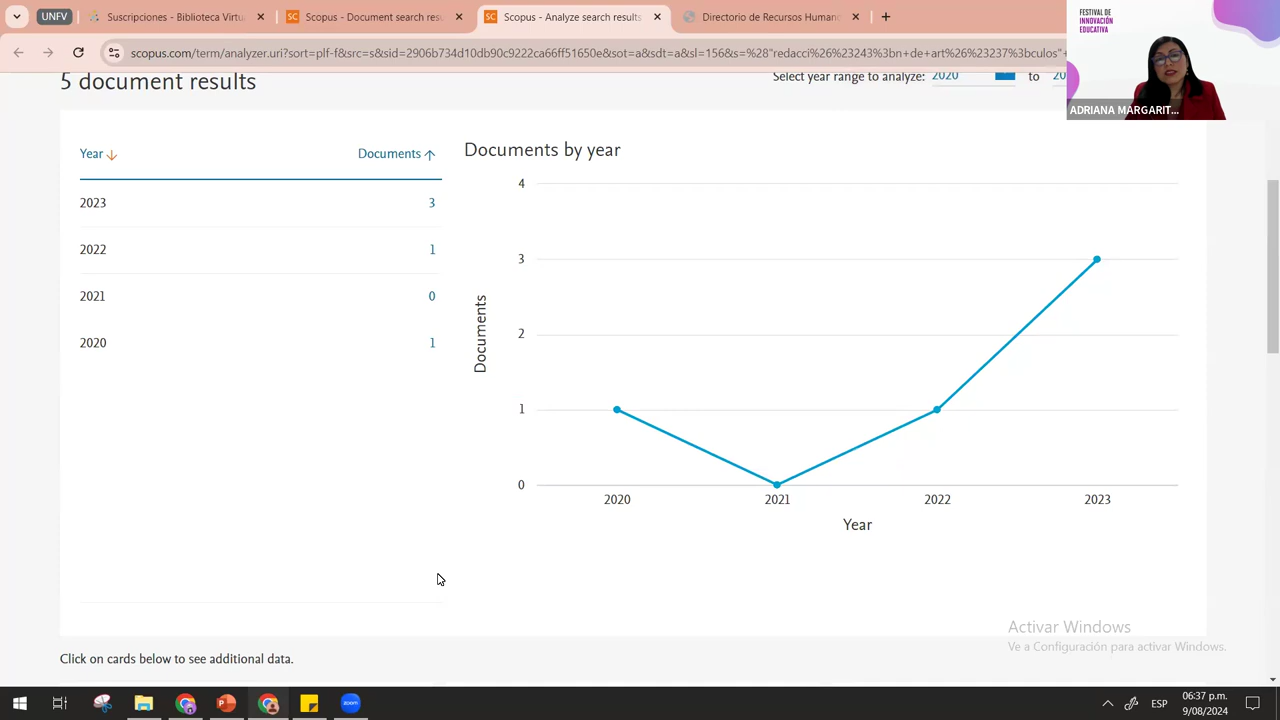 UNFV
Suscripciones - Biblioteca Virtu
Scopus - Document search resu
Scopus - Analyze search results
Directorio de Recursos Humano
scopus.com/term/analyzer.uri?sort=plf-f&src=s&sid=2906b734d10db90c9222ca66ff51650e&sot=a&sdt=a&sl=156&s=%28"redacci%26%23243%3bn+de+art%26%23237%3bculos"+
FESTIVAL DE
INNOVACIÓN
EDUCATIVA
ADRIANA MARGARIT...
5 document results
Select year range to analyze: 2020 to 20
Year Documents
2023 3
2022 1
2021 0
2020 1
Documents by year
4
3
2
1
0
Documents
2020 2021 2022 2023
Year
Activar Windows
Ve a Configuración para activar Windows.
Click on cards below to see additional data.
zoom
ESP
06:37 p.m.
9/08/2024